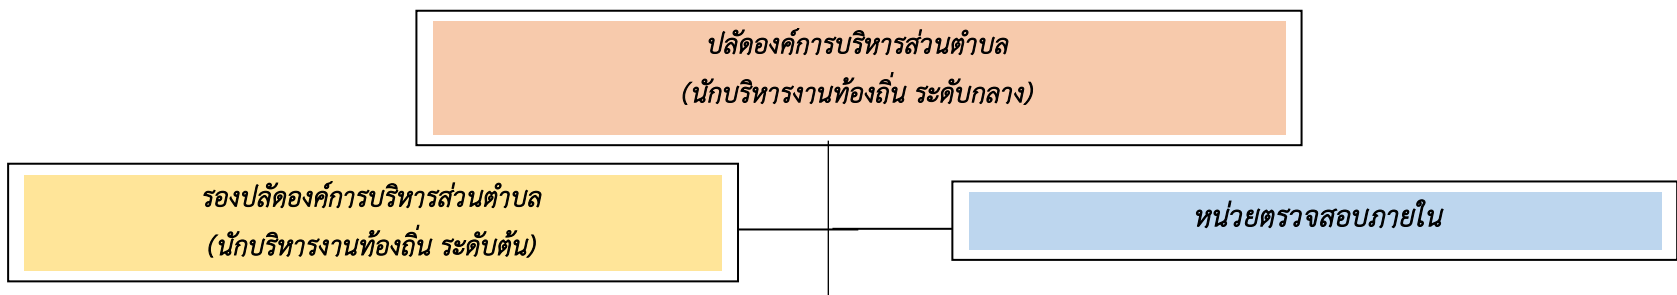 ปลัดองค์การบริหารส่วนตำบล
(นักบริหารงานท้องถิ่น ระดับกลาง)
รองปลัดองค์การบริหารส่วนตำบล
(นักบริหารงานท้องถิ่น ระดับต้น)
หน่วยตรวจสอบภายใน